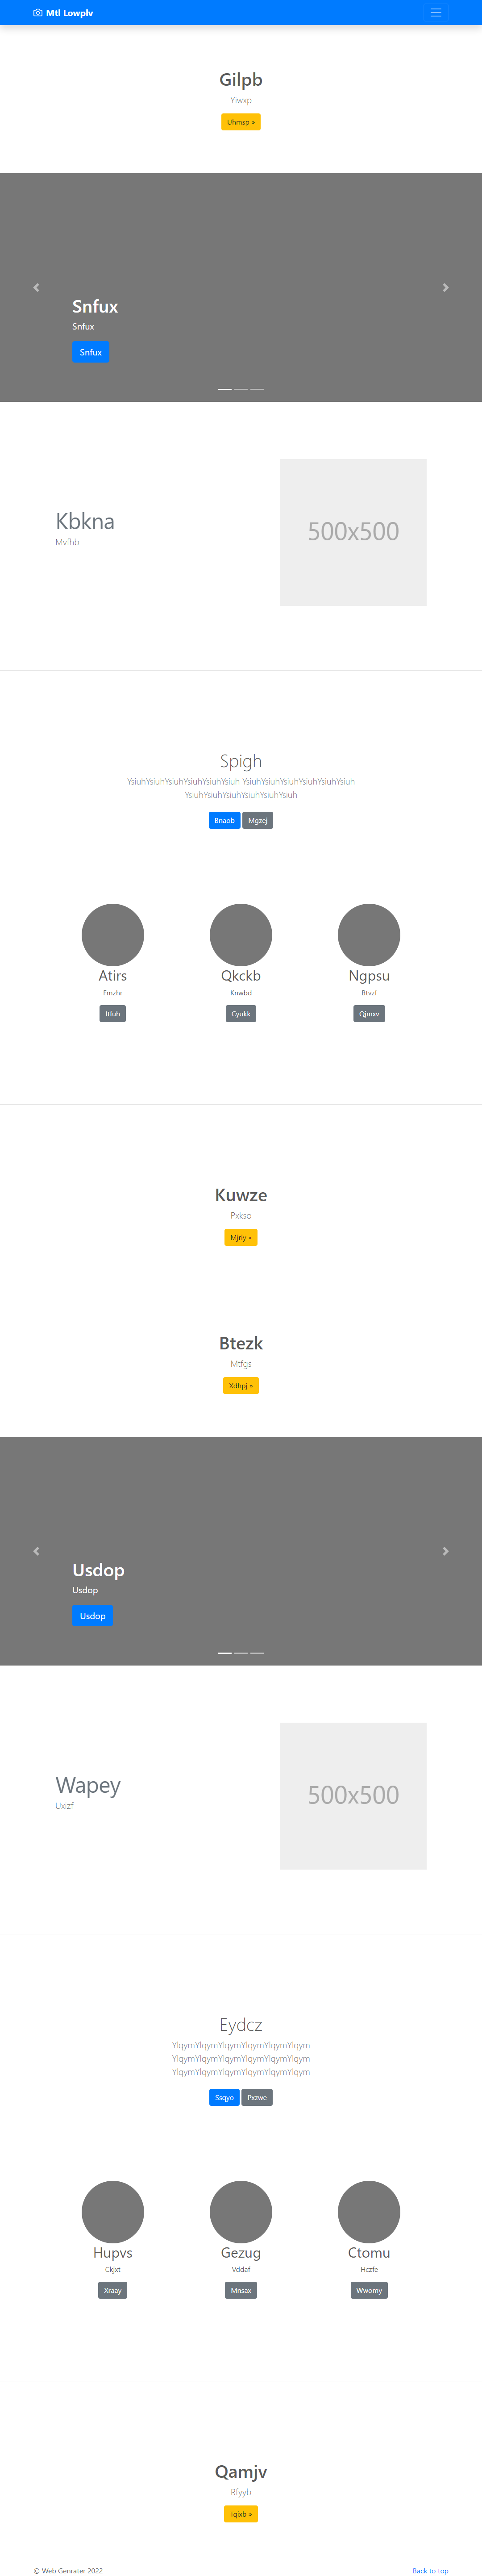 Mtl Lowplv
Gilpb
Yiwxp
Uhmsp »
Snfux
Snfux
Snfux
Kbkna
Mvfhb
500x500
Spigh
YsiuhYsiuhYsiuhYsiuhYsiuhYsiuh YsiuhYsiuhYsiuhYsiuhYsiuhYsiuh
YsiuhYsiuhYsiuhYsiuhYsiuhYsiuh
Bnaob Mgzej
Atirs
Fmzhr
Itfuh
Qkckb
Knwbd
Cyukk
Ngpsu
Btvzf
Qjmxv
Kuwze
Pxkso
Mjrly »
Btezk
Mtfgs
Xdhpj »
Usdop
Usdop
Usdop
Wapey
Uxizf
500x500
Eydcz
YlqymYlqymYlqymYlqymYlqymYlqym
YlqymYlqymYlqymYlqymYlqymYlqym
YlqymYlqymYlqymYlqymYlqymYlqym
Ssqyo Pxzwe
Hupvs
Ckjxt
Xraay
Gezug
Vddaf
Mnsax
Ctomu
Hczfe
Wwomy
Qamjv
Rfyyb
Tqixb »
© Web Genrater 2022
Back to top